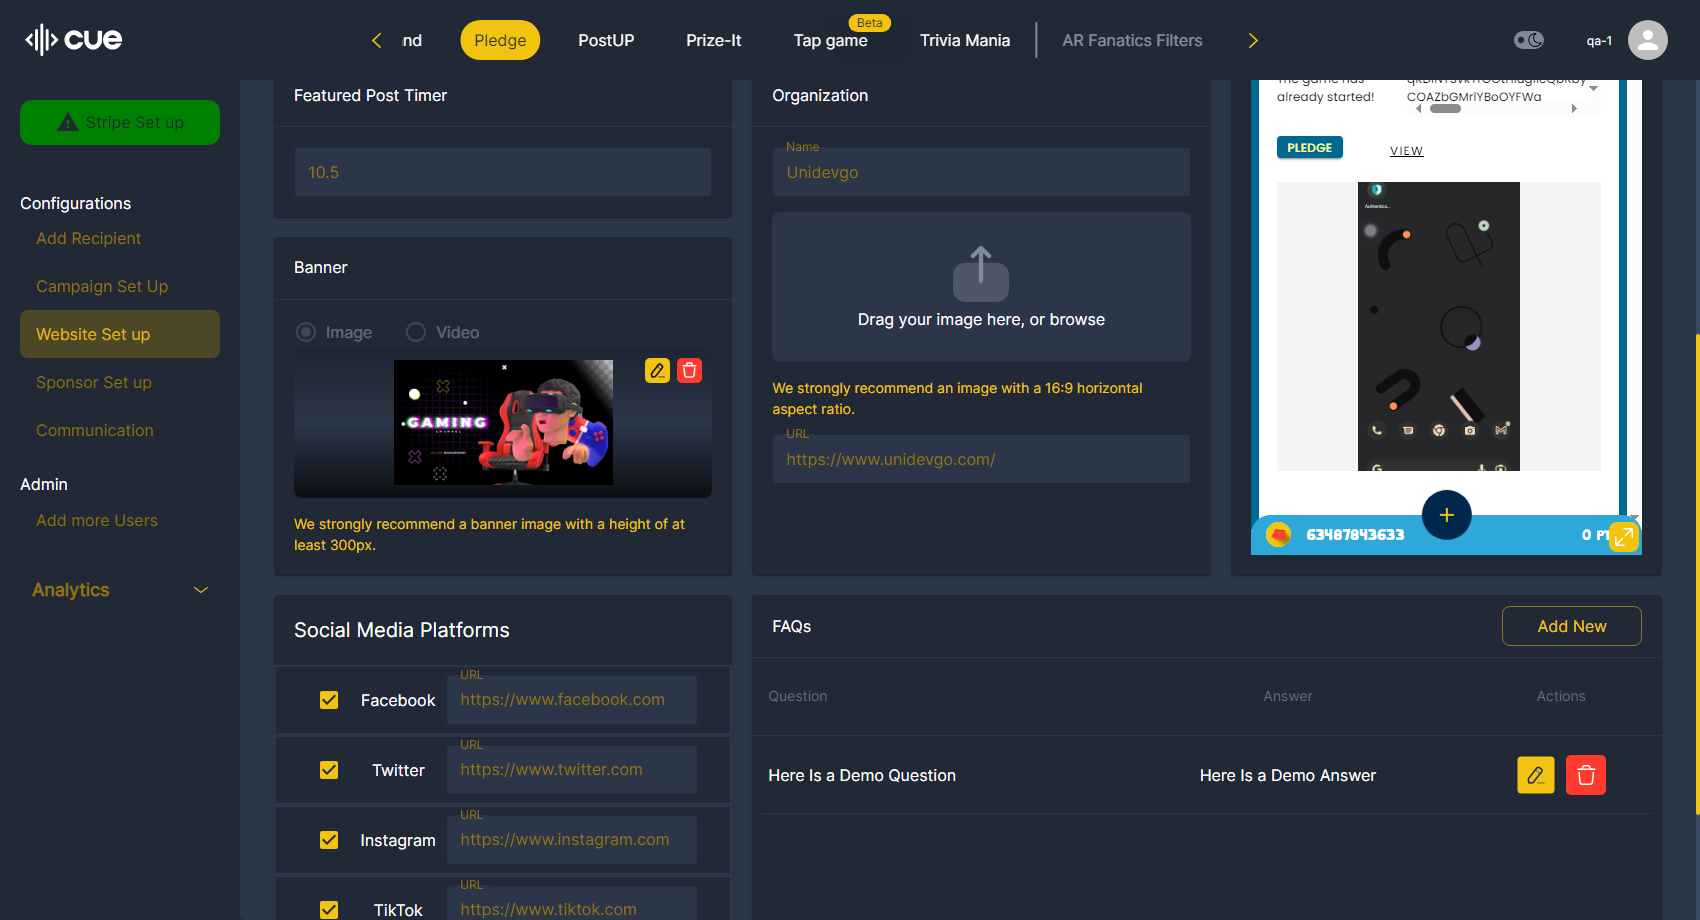 cue
Pledge
PostUP
Prize-It
Beta
Tap game
Trivia Mania
AR Fanatics Filters
qa-1
Stripe Set up
Configurations
Add Recipient
Campaign Set Up
Website Set up
Sponsor Set up
Communication
Admin
Add more Users
Analytics
Featured Post Timer
10.5
Banner
Image
Video
GAMING
CHANNEL
We strongly recommend a banner image with a height of at
least 300px.
Organization
Name
Unidevgo
Drag your image here, or browse
We strongly recommend an image with a 16:9 horizontal
aspect ratio.
URL
https://www.unidevgo.com/
The game has
already started!
COAZbGMrlYBoOYFWa
PLEDGE
VIEW
63487843633
0 PT
Social Media Platforms
Facebook
URL
https://www.facebook.com
Twitter
URL
https://www.twitter.com
Instagram
URL
https://www.instagram.com
TikTok
URL
https://www.tiktok.com
FAQs
Add New
Question
Answer
Actions
Here Is a Demo Question
Here Is a Demo Answer